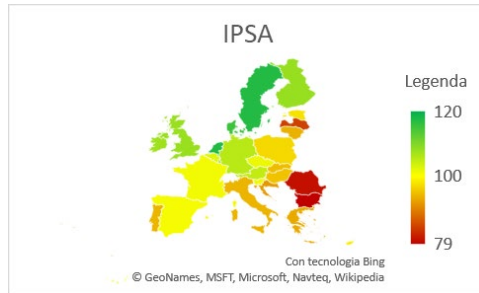 IPSA
Legenda
120
100
79
Con tecnologia Bing
© GeoNames, MSFT, Microsoft, Navteq, Wikipedia